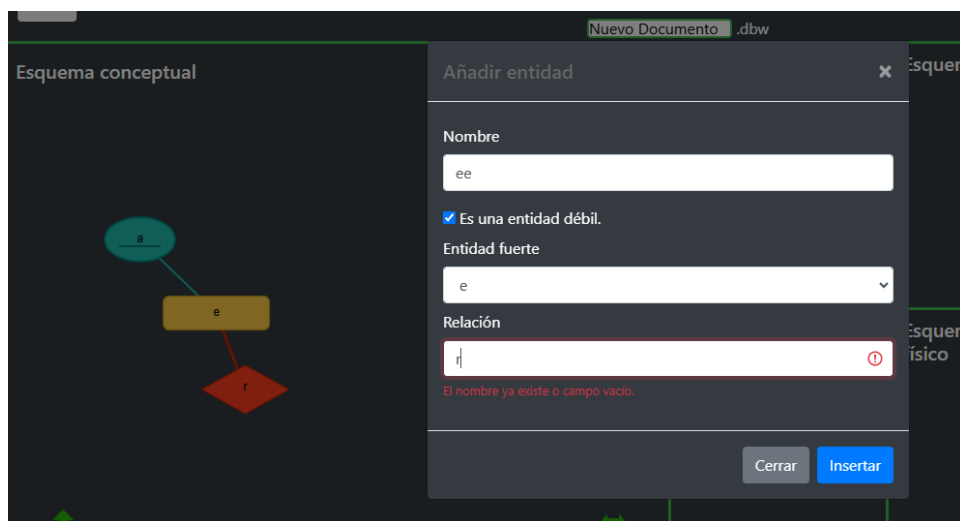 Nuevo Documento .dbw
Esquema conceptual
Añadir entidad
×
Esquer
Nombre
ee
a
Es una entidad débil.
Entidad fuerte
e
e
Relación
Esquer
r
ísico
r
El nombre ya existe o campo vacío.
Cerrar
Insertar